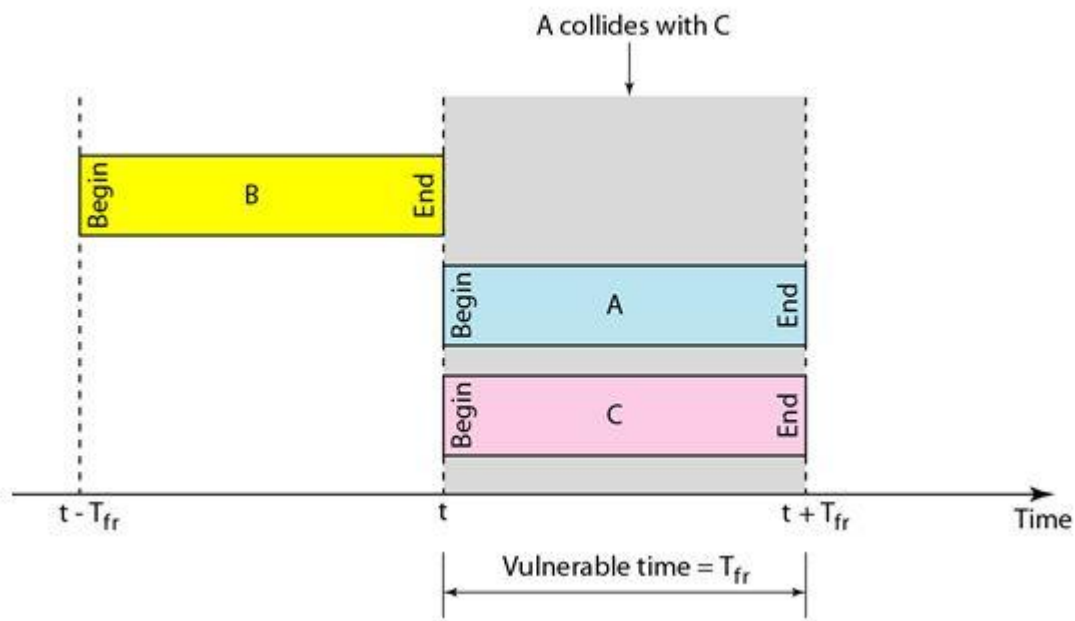 A collides with C
Begin B End
Begin A End
Begin C End
t - Tfr t t + Tfr Time
Vulnerable time = Tfr